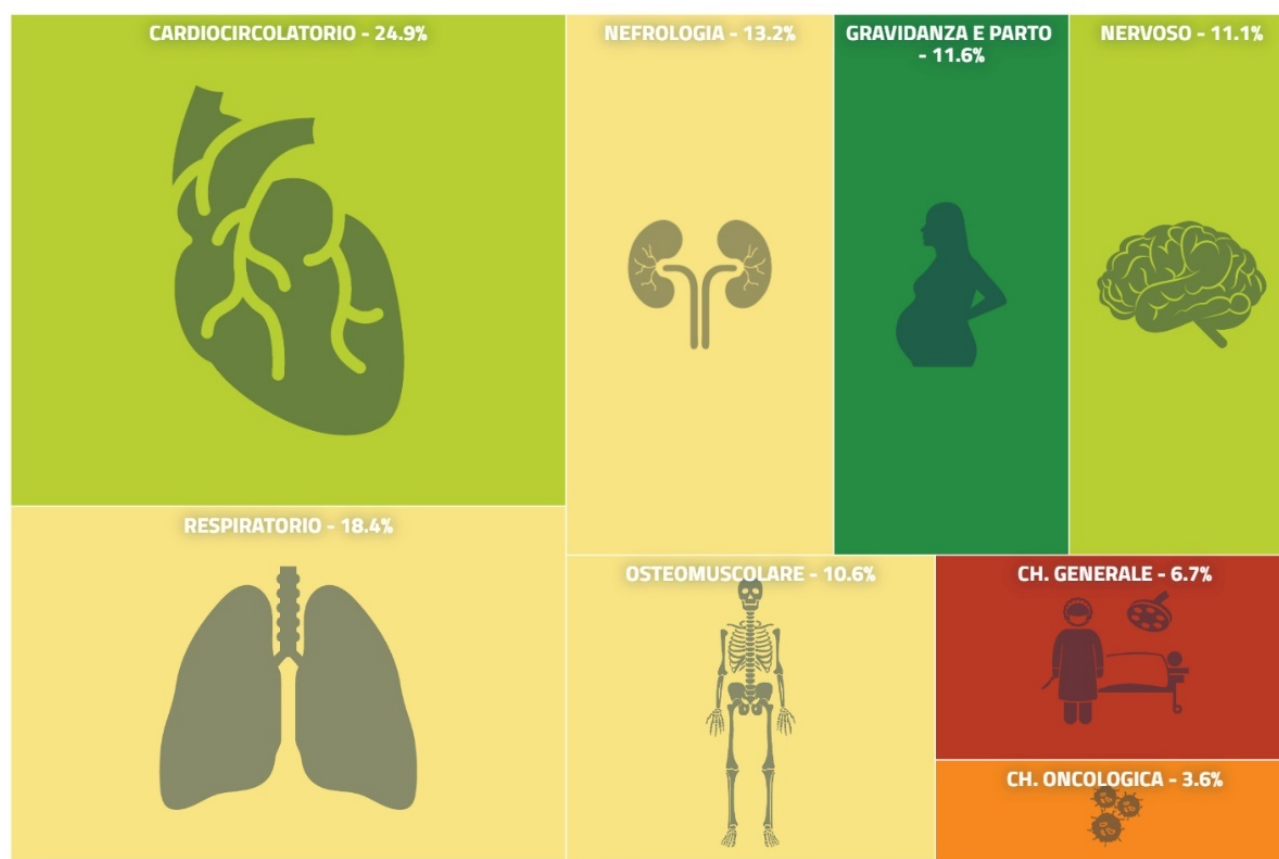 CARDIOCIRCOLATORIO - 24.9%
NEFROLOGIA - 13.2%
GRAVIDANZA E PARTO
- 11.6%
NERVOSO - 11.1%
RESPIRATORIO - 18.4%
OSTEOMUSCOLARE - 10.6%
CH. GENERALE - 6.7%
CH. ONCOLOGICA - 3.6%